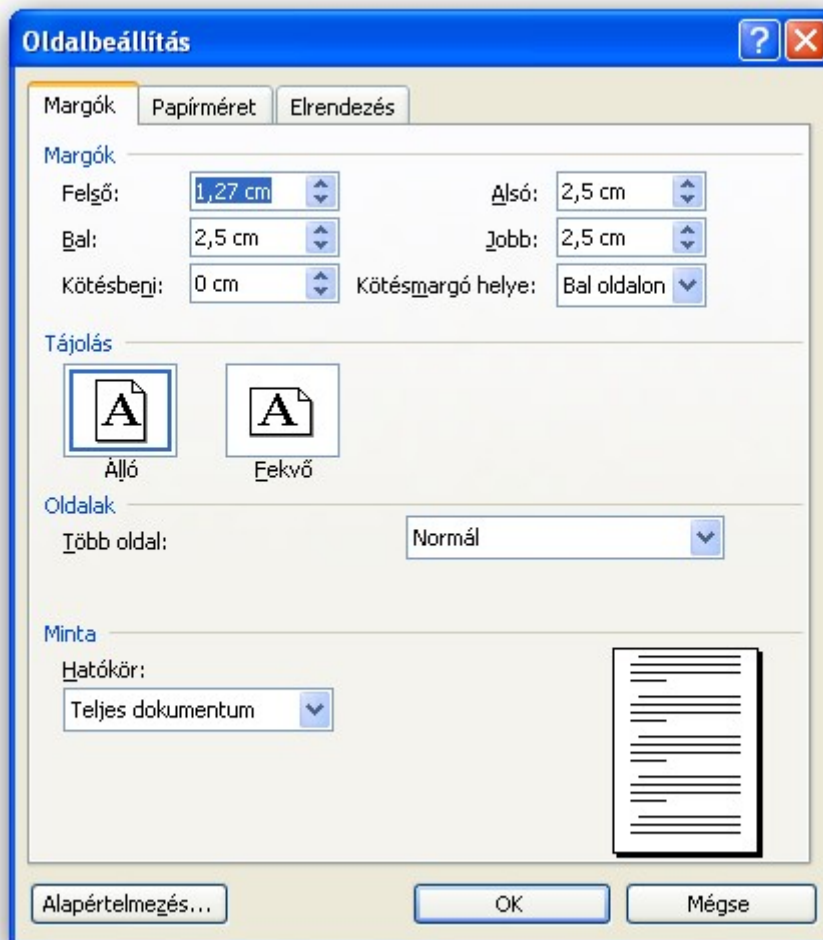 Oldalbeállítás
Margók Papírméret Elrendezés
Margók
Felső: 1,27 cm Alsó: 2,5 cm
Bal: 2,5 cm Jobb: 2,5 cm
Kötésbeni: 0 cm Kötésmargó helye: Bal oldalon
Tájolás
A A
Álló Fekvő
Oldalak
Több oldal: Normál
Minta
Hatókör:
Teljes dokumentum
Alapértelmezés... OK Mégse